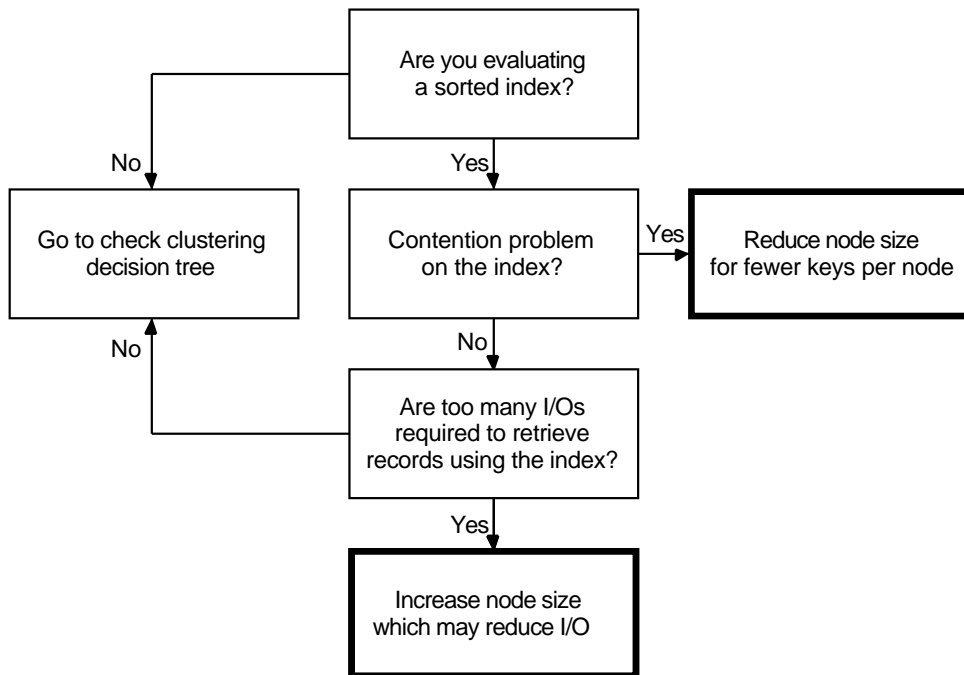 Are you evaluating
a sorted index?
No
Yes
Go to check clustering
decision tree
Contention problem
on the index?
Yes
Reduce node size
for fewer keys per node
No
No
Are too many I/Os
required to retrieve
records using the index?
Yes
Increase node size
which may reduce I/O